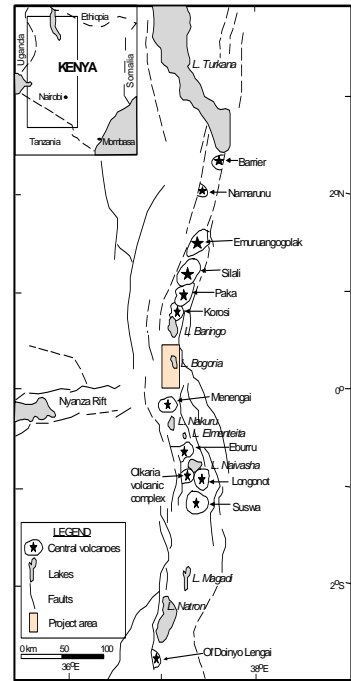 Ethiopia
Uganda
KENYA
Somalia
Nairobi
Tanzania
Mombasa
L. Turkana
Barrier
2°N
Namarunu
Emuruangogolak
Silali
Paka
Korosi
L. Baringo
L. Bogoria
0°
Nyanza Rift
Menengai
L. Nakuru
L. Elmenteita
Eburru
L. Naivasha
Olkaria
volcanic
complex
Longonot
Suswa
LEGEND
Central volcanoes
Lakes
Faults
Project area
L. Magadi
2°S
L. Natron
0 km 50 100
36°E
38°E
Ol'Doinyo Lengai